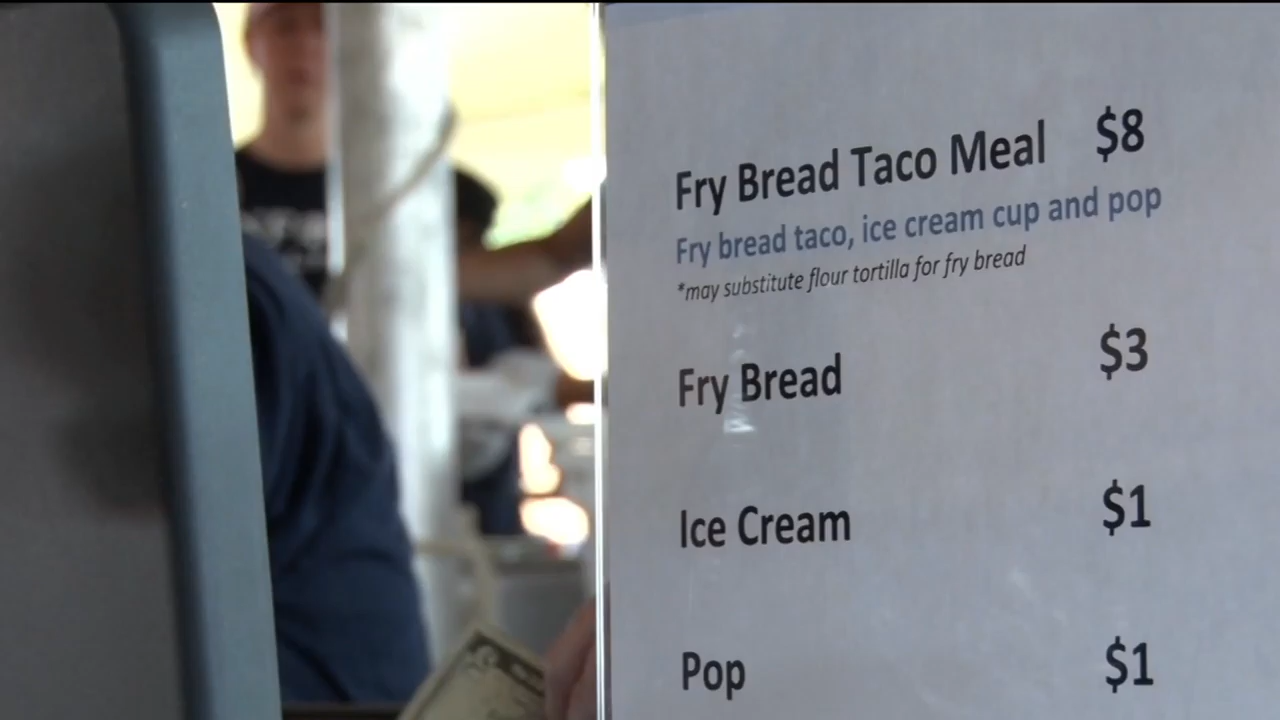 Fry Bread Taco Meal $8
Fry bread taco, ice cream cup and pop
*may substitute flour tortilla for fry bread
Fry Bread $3
Ice Cream $1
Pop $1